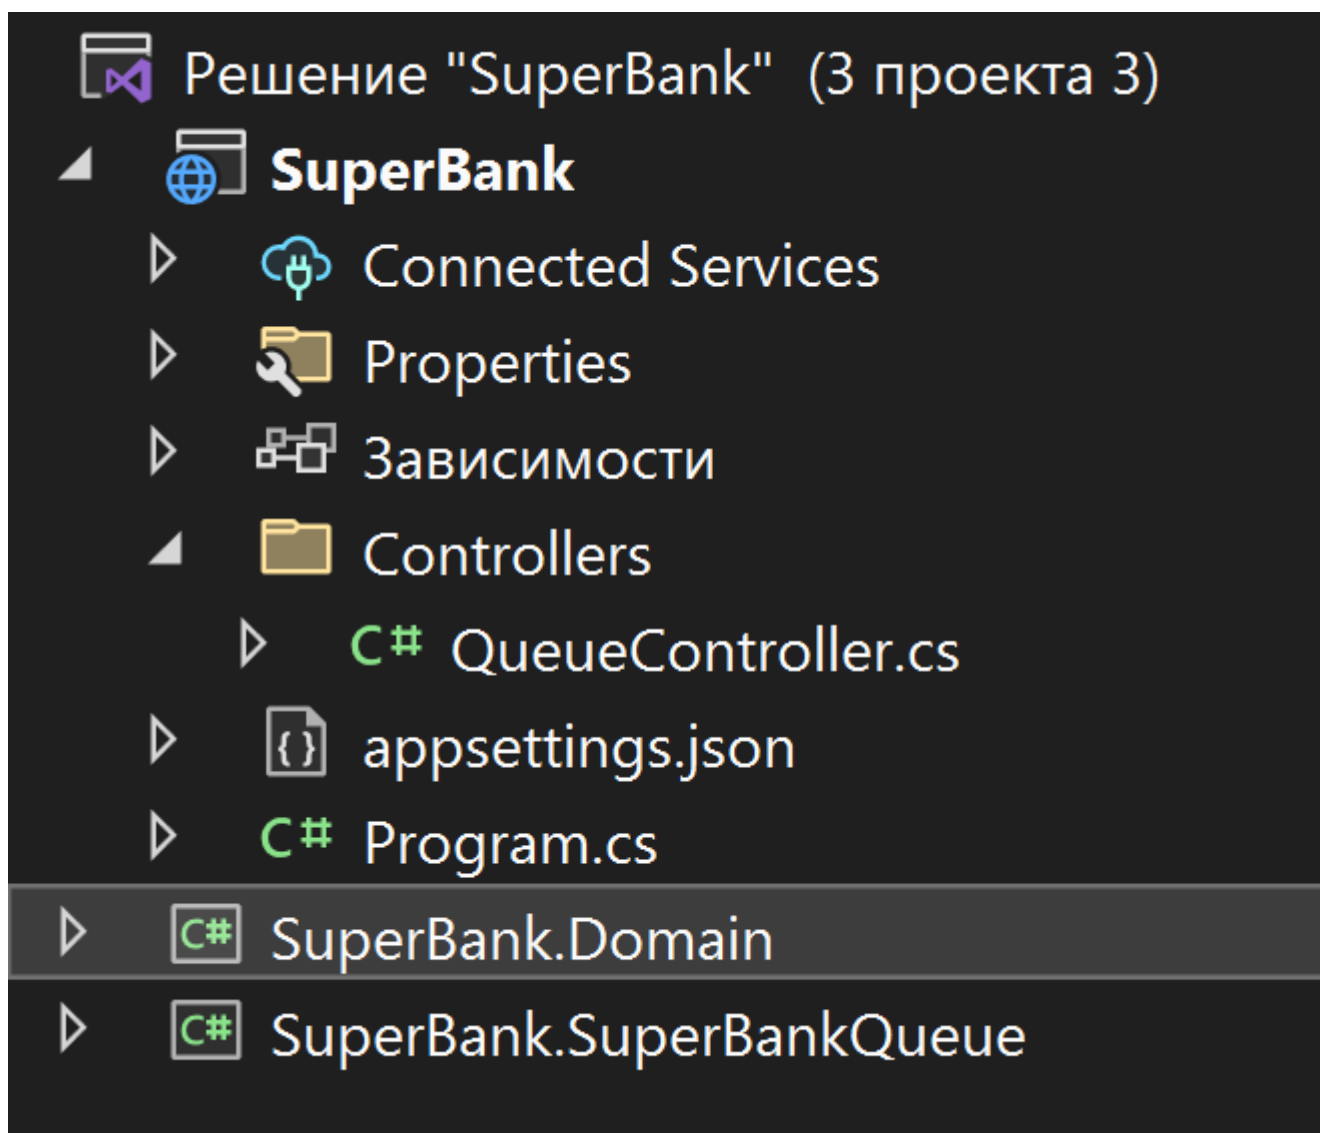 Решение "SuperBank" (3 проекта 3)
SuperBank
Connected Services
Properties
Зависимости
Controllers
C# QueueController.cs
{ } appsettings.json
C# Program.cs
C# SuperBank.Domain
C# SuperBank.SuperBankQueue